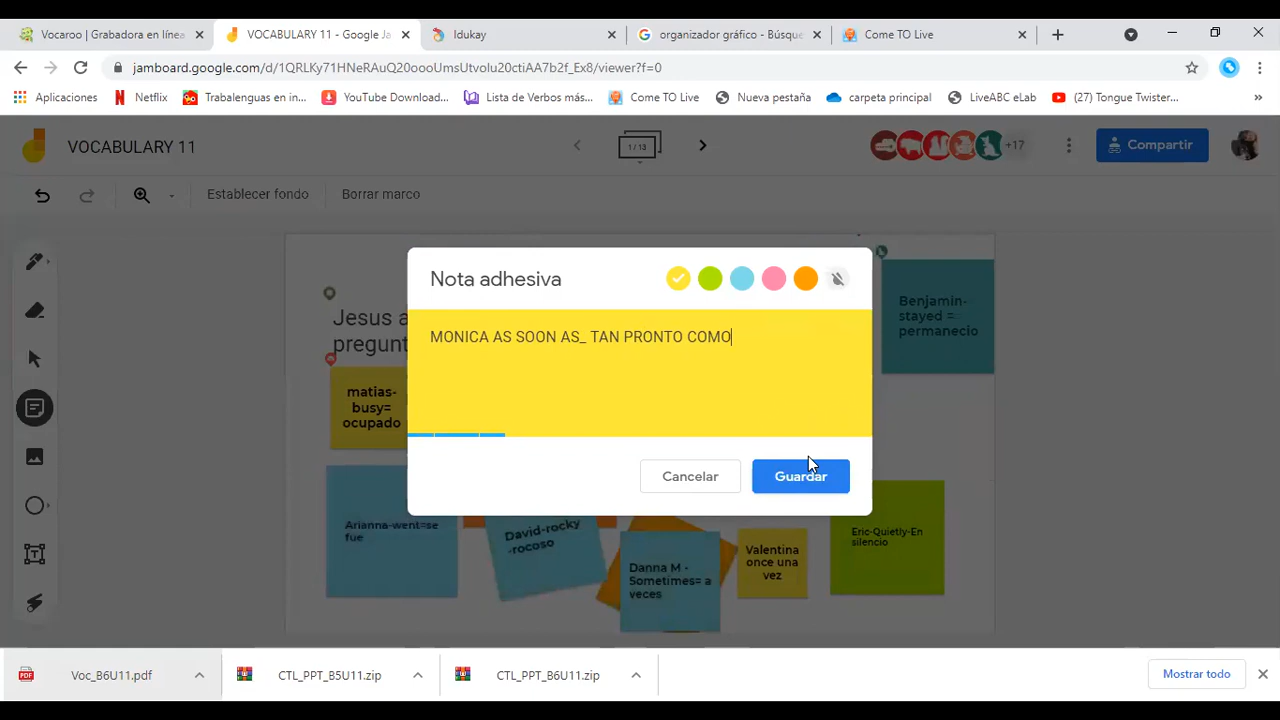 Vocaroo | Grabadora en línea
VOCABULARY 11 - Google Ja
Idukay
organizador gráfico - Búsque
Come TO Live
jamboard.google.com/d/1QRLKy71HNeRAuQ20oooUmsUtvolu20ctiAA7b2f_Ex8/viewer?f=0
Aplicaciones
Netflix
Trabalenguas en in...
YouTube Download...
Lista de Verbos más...
Come TO Live
Nueva pestaña
carpeta principal
LiveABC eLab
(27) Tongue Twister...
VOCABULARY 11
1 / 13
+17
Compartir
Establecer fondo
Borrar marco
Nota adhesiva
MONICA AS SOON AS_ TAN PRONTO COMO
Cancelar
Guardar
Jesus a
pregunt
Benjamin-
stayed =
permanecio
matias-
busy=
ocupado
Arianna-went=se
fue
David-rocky
-rocoso
Danna M -
Sometimes= a
veces
Valentina
once una
vez
Eric-Quietly-En
silencio
Voc_B6U11.pdf
CTL_PPT_B5U11.zip
CTL_PPT_B6U11.zip
Mostrar todo